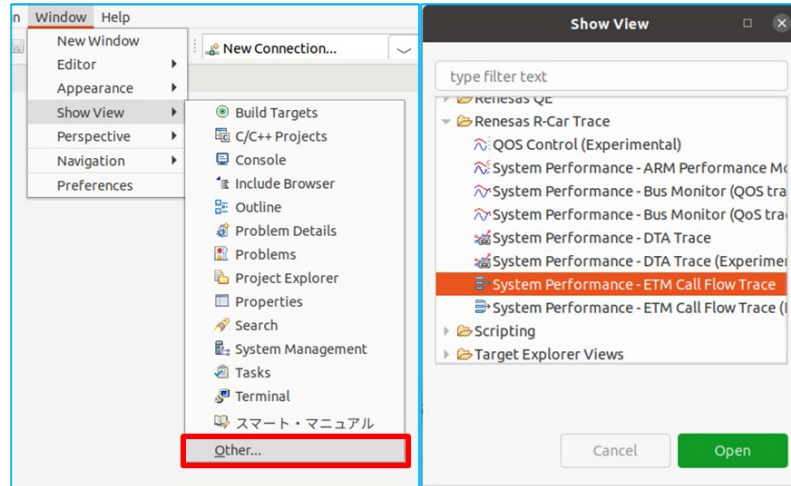 n Window Help
New Window
Editor
Appearance
Show View
Perspective
Navigation
Preferences
New Connection...
Build Targets
C/C++ Projects
Console
Include Browser
Outline
Problem Details
Problems
Project Explorer
Properties
Search
System Management
Tasks
Terminal
スマート・マニュアル
Other...
Show View
type filter text
Renesas QE
Renesas R-Car Trace
QOS Control (Experimental)
System Performance - ARM Performance Mo
System Performance - Bus Monitor (QOS tra
System Performance - Bus Monitor (QoS tra
System Performance - DTA Trace
System Performance - DTA Trace (Experime
System Performance - ETM Call Flow Trace
System Performance - ETM Call Flow Trace (
Scripting
Target Explorer Views
Cancel
Open